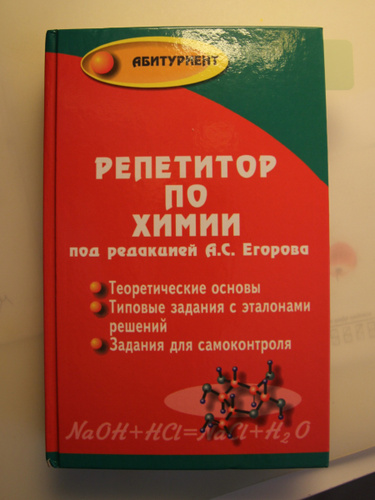 АБИТУРИЕНТ
РЕПЕТИТОР
ПО
ХИМИИ
под редакцией А.С. Егорова
Теоретические основы
Типовые задания с эталонами
решений
Задания для самоконтроля
NaOH+HCl=NaCl+H₂O